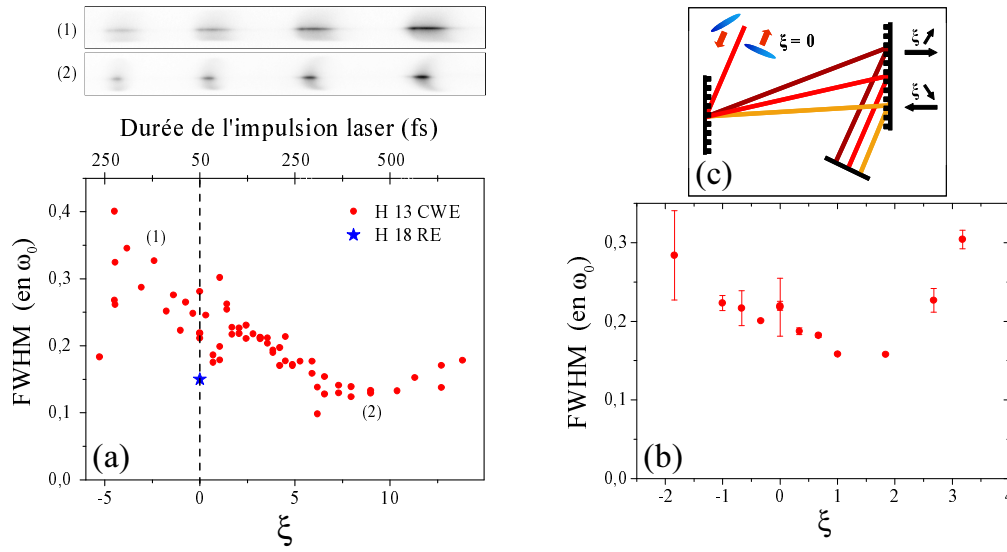 (1)
(2)
Durée de l'impulsion laser (fs)
250 50 250 500
0,4
0,3
0,2
0,1
0,0
FWHM (en ω₀)
(1)
H 13 CWE
H 18 RE
(2)
(a)
-5 0 5 10
ξ
ξ = 0
ξ
ξ
(c)
0,3
0,2
0,1
0,0
FWHM (en ω₀)
(b)
-2 -1 0 1 2 3 4
ξ